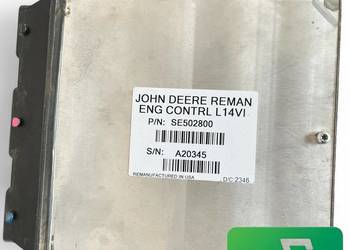 JOHN DEERE REMAN
ENG CONTRL L14VI
P/N: SE502800
S/N: A20345
REMANUFACTURED IN USA
D/C:2346